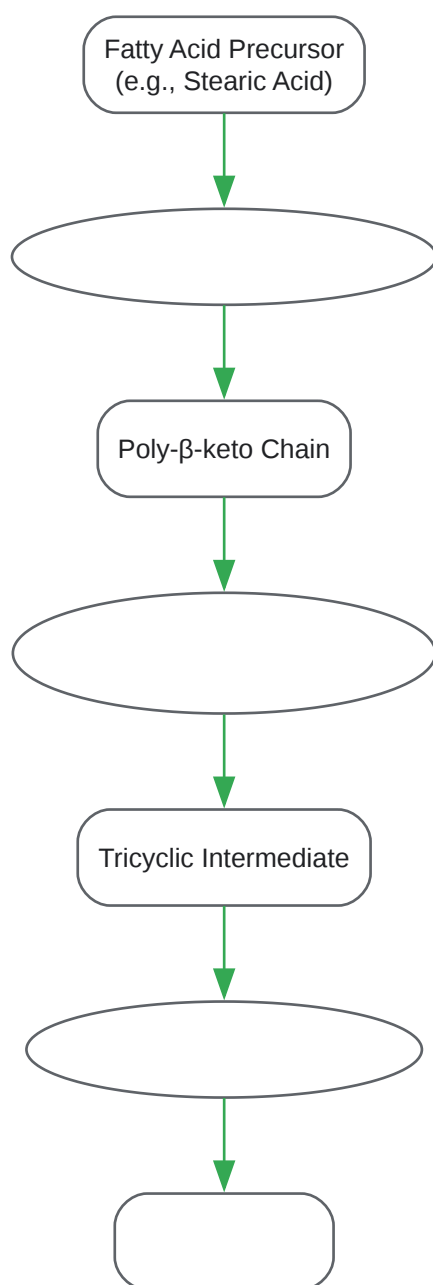 Fatty Acid Precursor
(e.g., Stearic Acid)
Poly-β-keto Chain
Tricyclic Intermediate